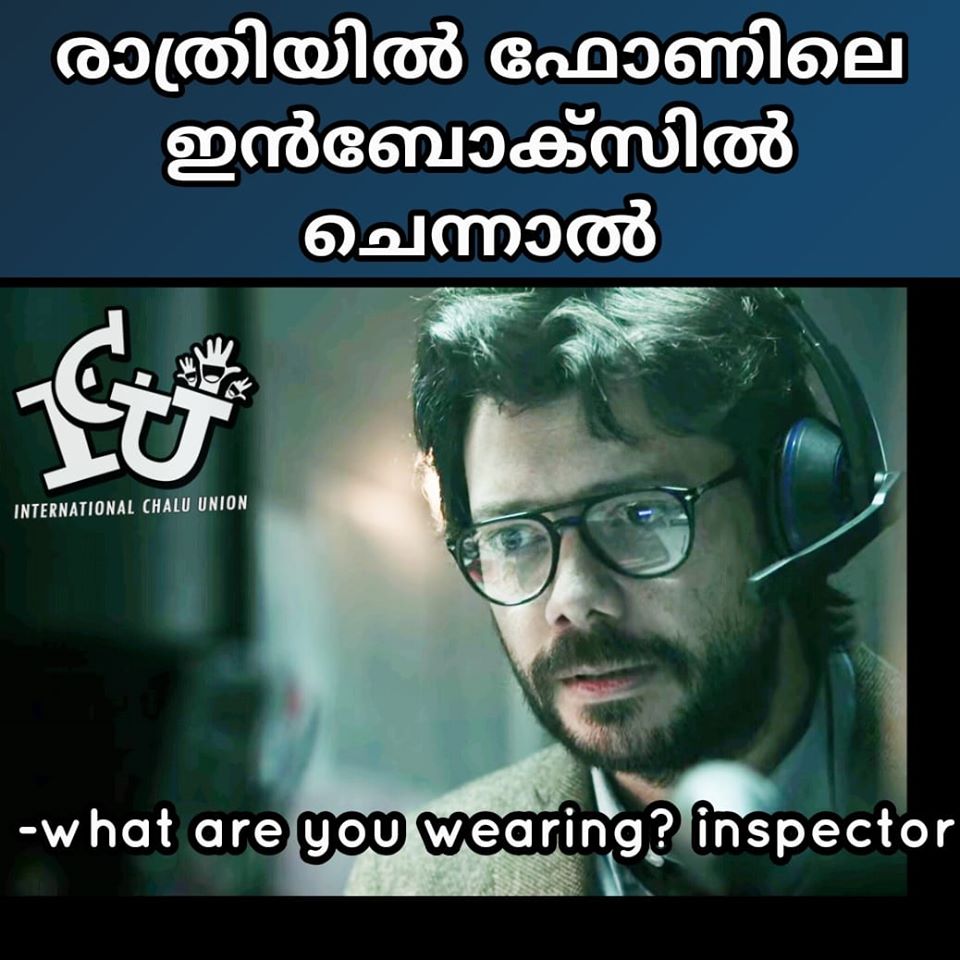 രാത്രിയിൽ ഫോണിലെ
ഇൻബോക്സിൽ
ചെന്നാൽ
ICU
INTERNATIONAL CHALU UNION
-what are you wearing? inspector